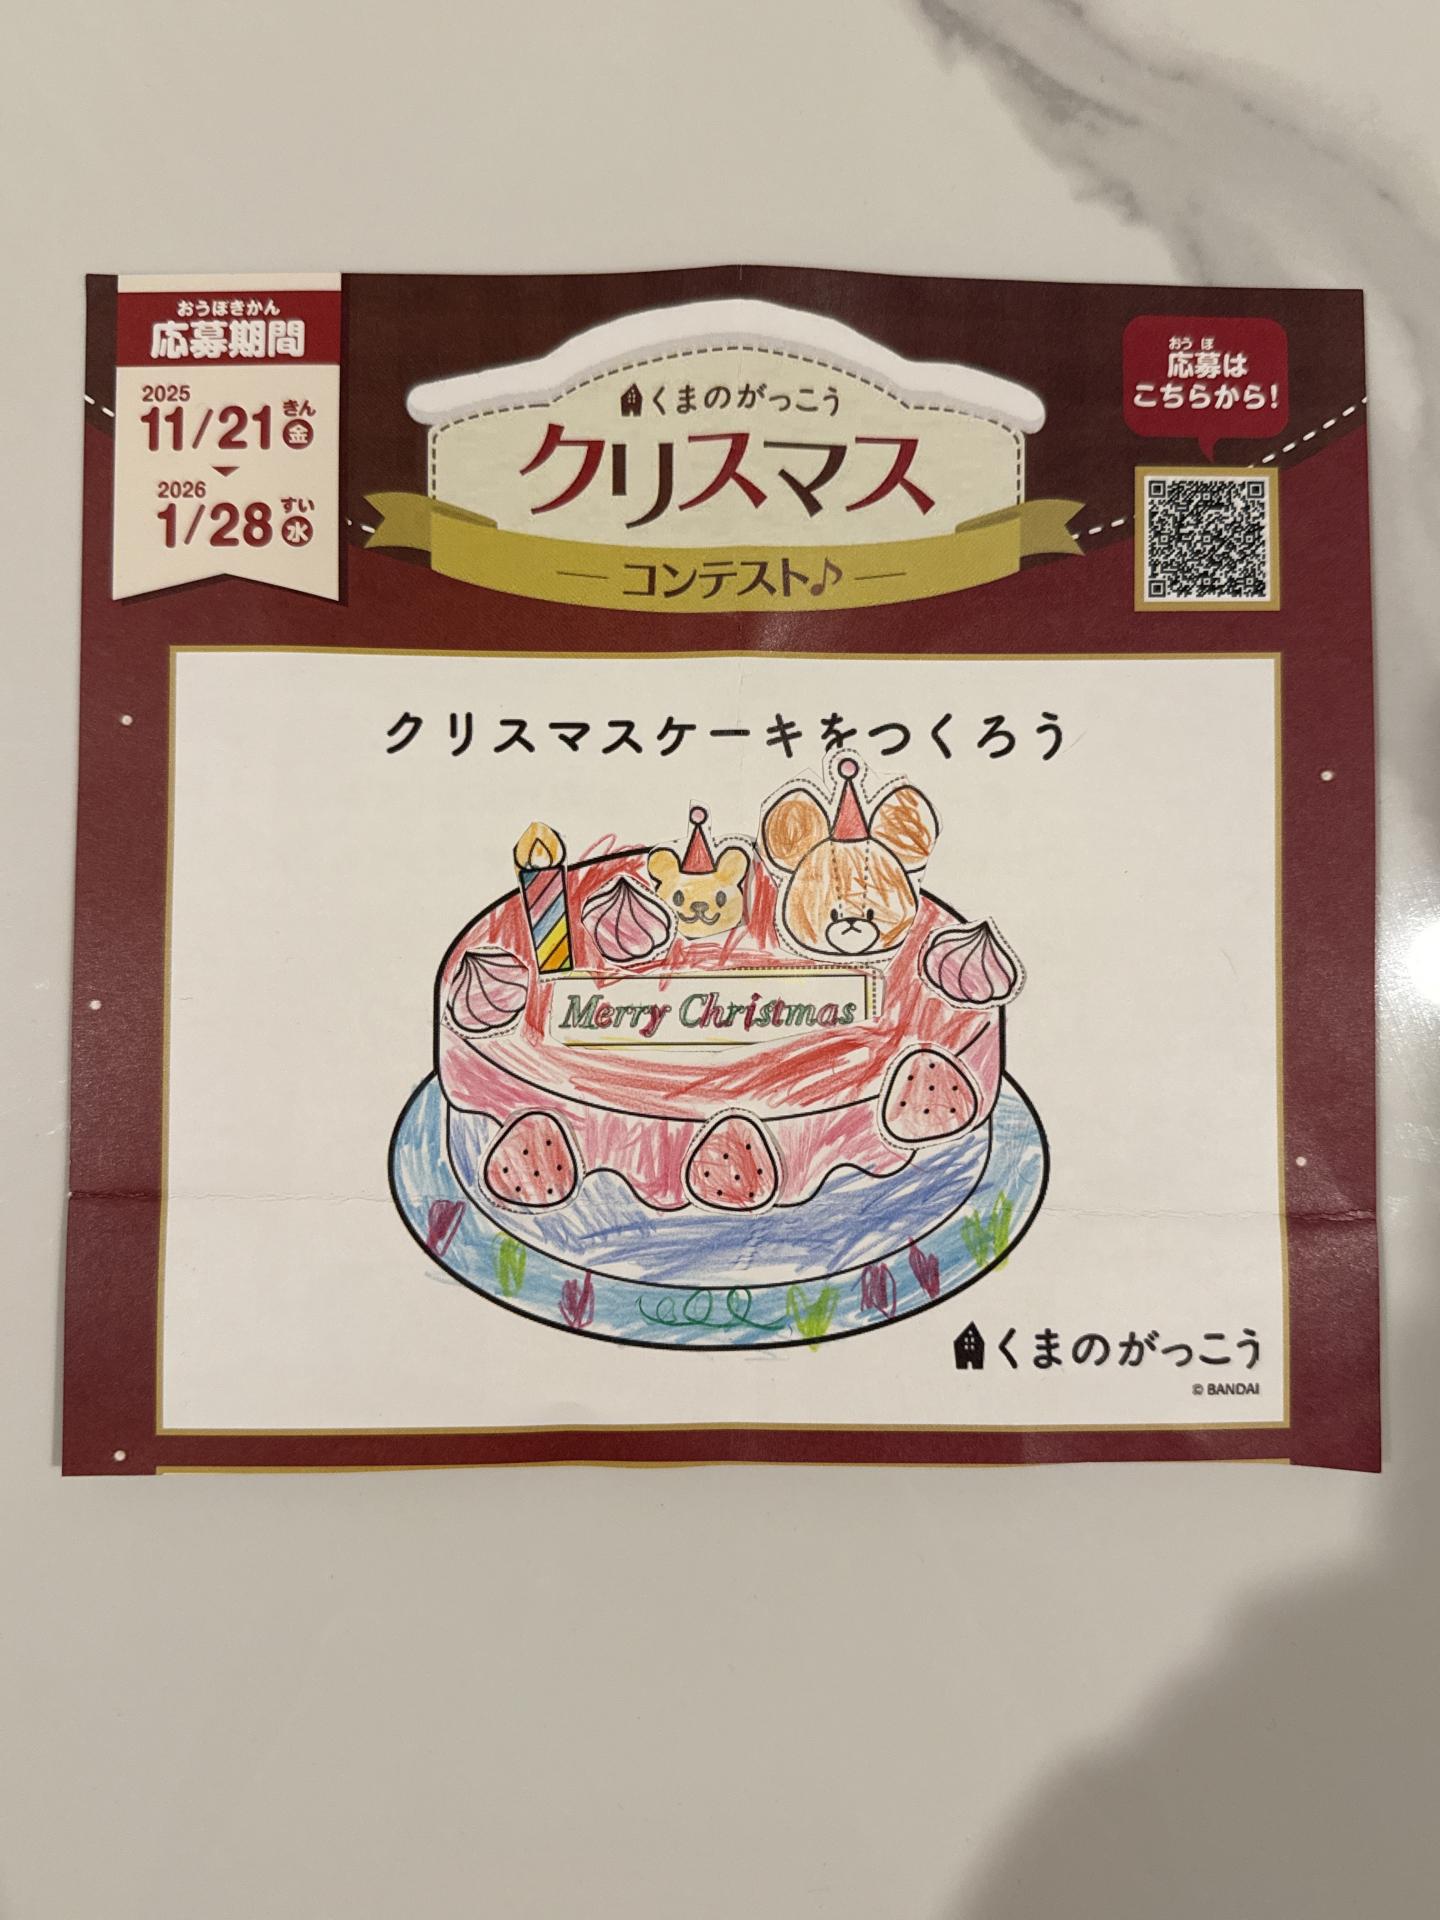 おうぼきかん
応募期間
2025
11/21 きん 金
2026
1/28 すい 水
くまのがっこう
クリスマス
コンテスト♪
おうぼ
応募は
こちらから!
クリスマスケーキをつくろう
Merry Christmas
くまのがっこう
© BANDAI